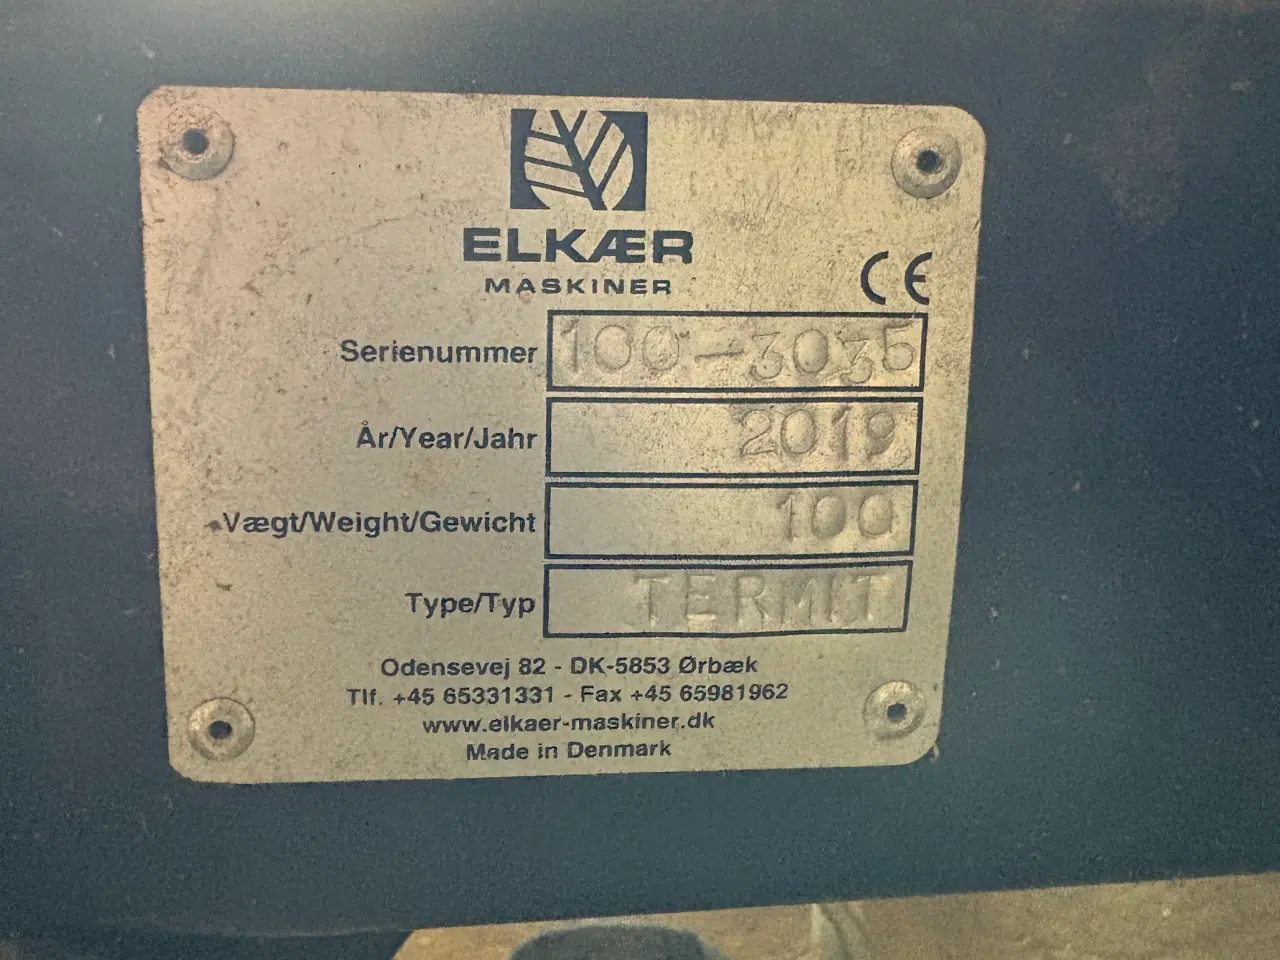 ELKÆR
MASKINER
CE
Serienummer 100-3035
År/Year/Jahr 2019
Vægt/Weight/Gewicht 100
Type/Typ TERMIT
Odensevej 82 - DK-5853 Ørbæk
Tlf. +45 65331331 - Fax +45 65981962
www.elkaer-maskiner.dk
Made in Denmark